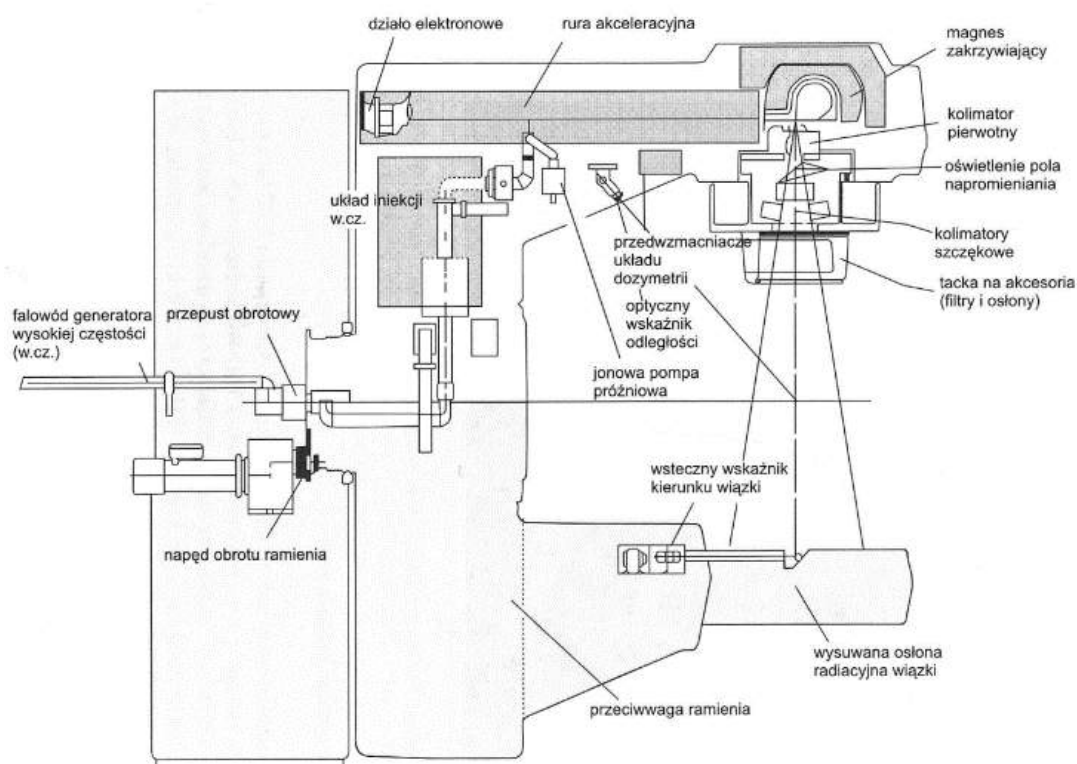 działo elektronowe
rura akceleracyjna
magnes
zakrzywiający
kolimator
pierwotny
oświetlenie pola
napromieniania
układ iniekcji
w.cz.
kolimatory
szczękowe
przedwzmacniacze
układu
dozymetrii
tacka na akcesoria
(filtry i osłony)
falowód generatora
wysokiej częstości
(w.cz.)
przepust obrotowy
optyczny
wskaźnik
odległości
jonowa pompa
próżniowa
wsteczny wskaźnik
kierunku wiązki
napęd obrotu ramienia
wysuwana osłona
radiacyjna wiązki
przeciwwaga ramienia